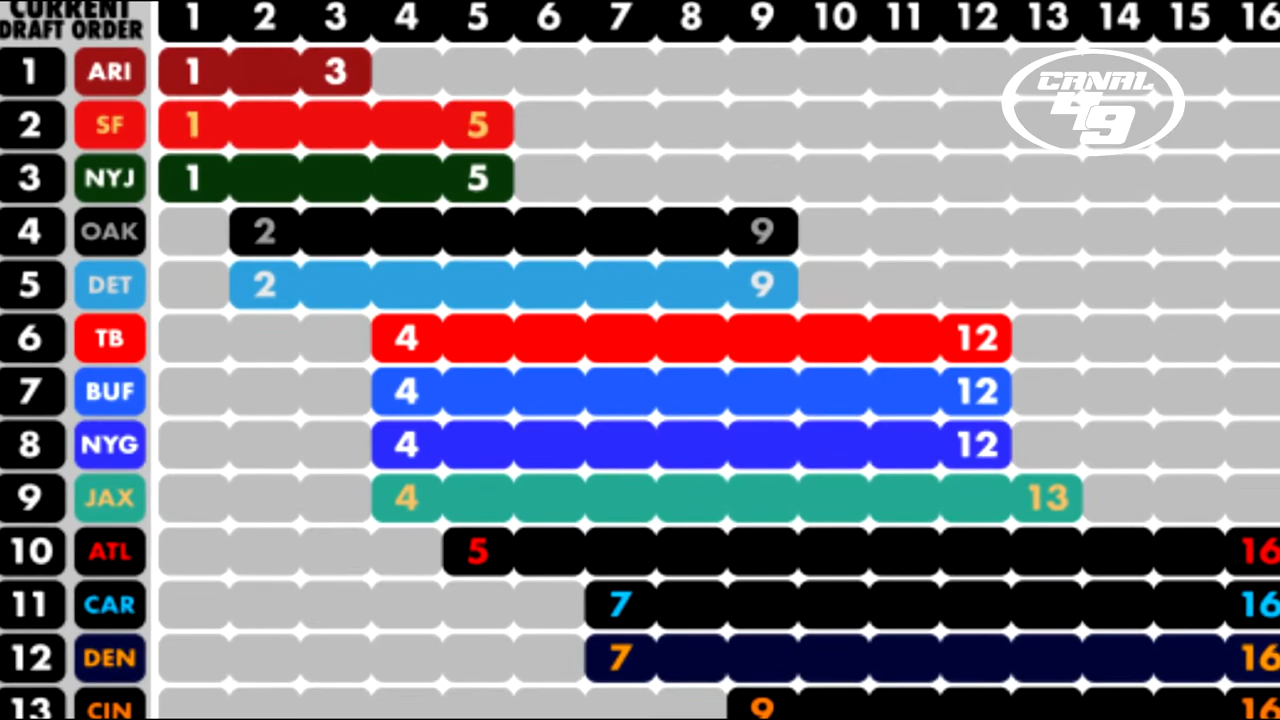 CURRENT DRAFT ORDER 1 2 3 4 5 6 7 8 9 10 11 12 13 14 15 16
1 ARI 1 3
CANAL 49
2 SF 1 5
3 NYJ 1 5
4 OAK 2 9
5 DET 2 9
6 TB 4 12
7 BUF 4 12
8 NYG 4 12
9 JAX 4 13
10 ATL 5 16
11 CAR 7 16
12 DEN 7 16
13 CIN 9 16